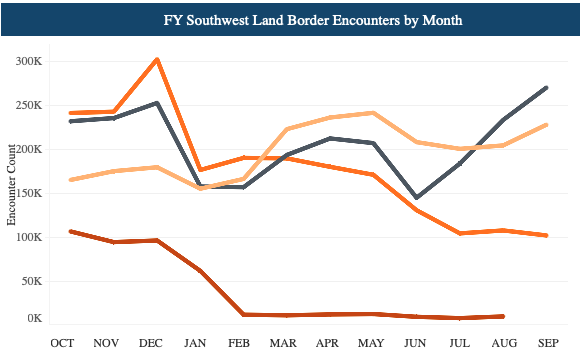 FY Southwest Land Border Encounters by Month
300K
250K
200K
150K
100K
50K
0K
Encounter Count
OCT NOV DEC JAN FEB MAR APR MAY JUN JUL AUG SEP